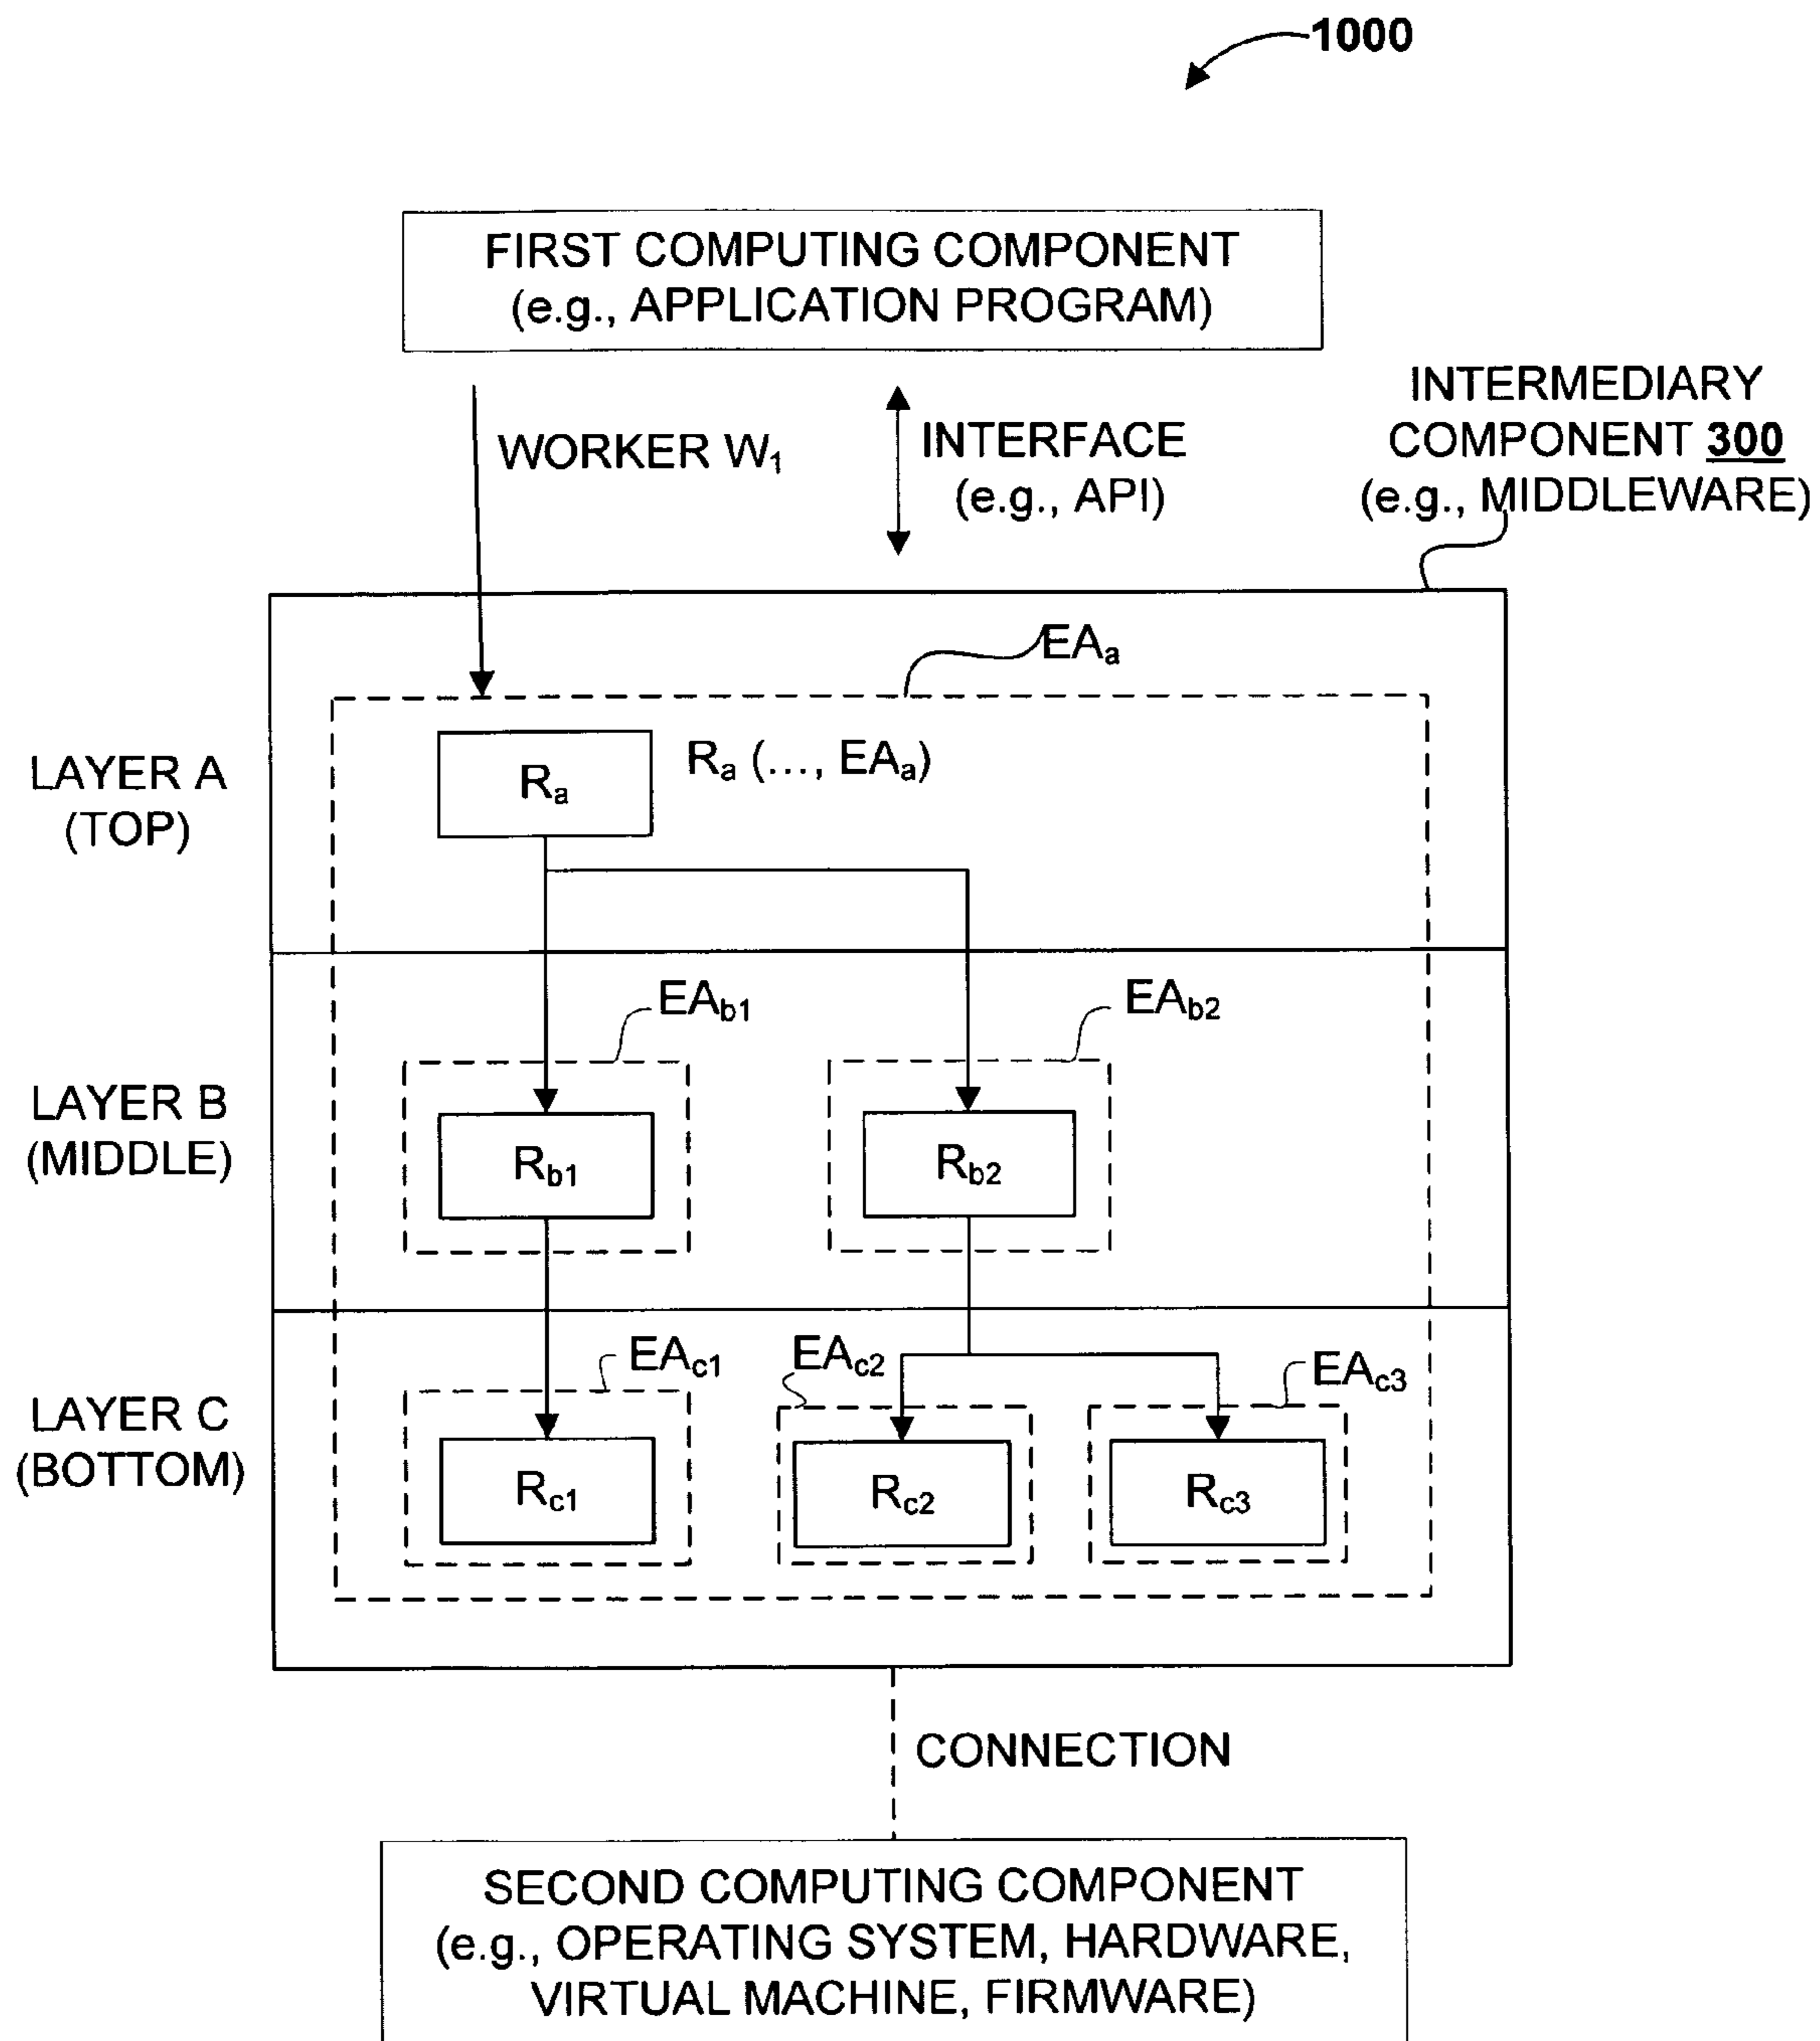 1000
FIRST COMPUTING COMPONENT
(e.g., APPLICATION PROGRAM)
WORKER W1
INTERFACE
(e.g., API)
INTERMEDIARY
COMPONENT 300
(e.g., MIDDLEWARE)
EAa
LAYER A
(TOP)
Ra
Ra (..., EAa)
EAb1
EAb2
LAYER B
(MIDDLE)
Rb1
Rb2
EAc1
EAc2
EAc3
LAYER C
(BOTTOM)
Rc1
Rc2
Rc3
CONNECTION
SECOND COMPUTING COMPONENT
(e.g., OPERATING SYSTEM, HARDWARE,
VIRTUAL MACHINE, FIRMWARE)